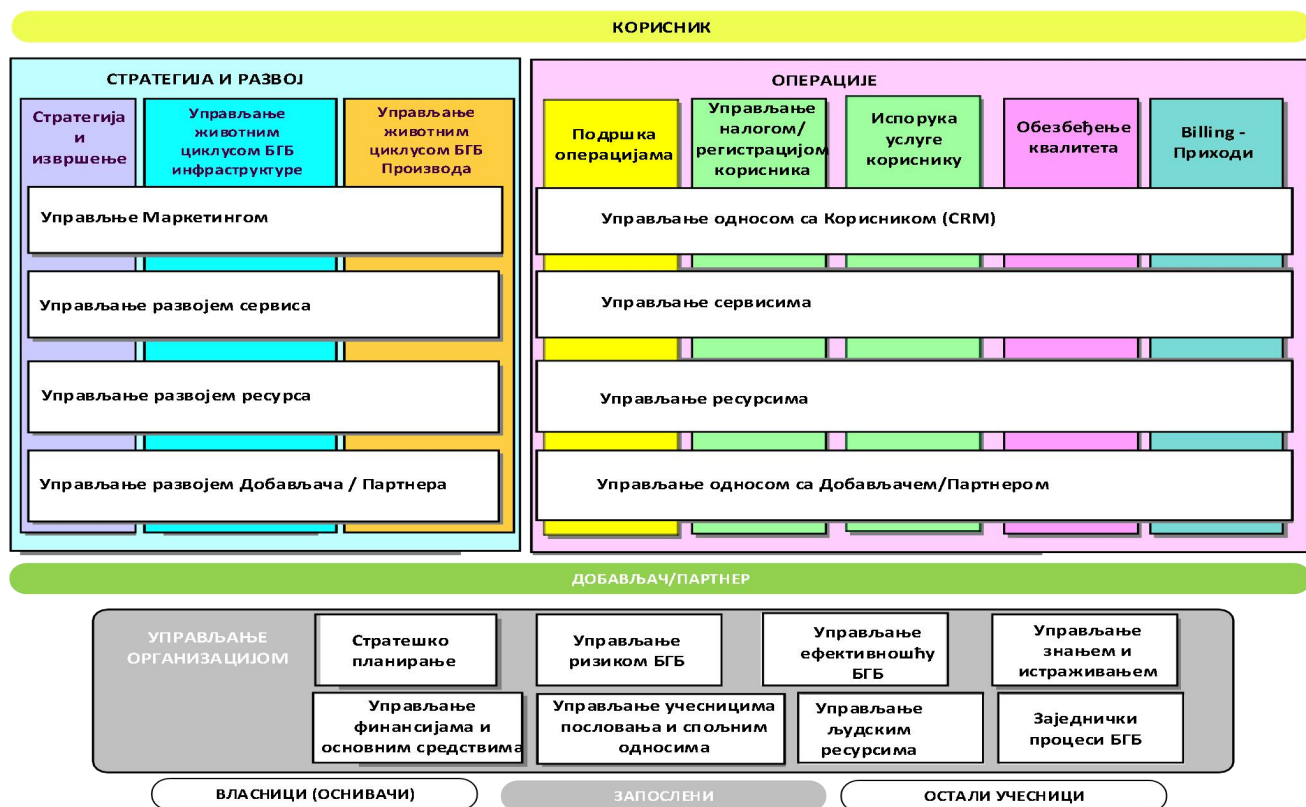 КОРИСНИК
СТРАТЕГИЈА И РАЗВОЈ
Стратегија
и
извршење
Управљање
животним
циклусом БГБ
инфраструктуре
Управљање
животним
циклусом БГБ
Производа
Управљње Маркетингом
Управљање развојем сервиса
Управљање развојем ресурса
Управљање развојем Добављача / Партнера
ОПЕРАЦИЈЕ
Подршка
операцијама
Управљање
налогом/
регистрацијом
корисника
Испорука
услуге
кориснику
Обезбеђење
квалитета
Billing -
Приходи
Управљање односом са Корисником (CRM)
Управљање сервисима
Управљање ресурсима
Управљање односом са Добављачем/Партнером
ДОБАВЉАЧ/ПАРТНЕР
УПРАВЉАЊЕ
ОРГАНИЗАЦИЈОМ
Стратешко
планирање
Управљање
ризиком БГБ
Управљање
ефективношћу
БГБ
Управљање
знањем и
истраживањем
Управљање
финансијама и
основним средствима
Управљање учесницима
пословања и спољним
односима
Управљање
људским
ресурсима
Заједнички
процеси БГБ
ВЛАСНИЦИ (ОСНИВАЧИ)
ЗАПОСЛЕНИ
ОСТАЛИ УЧЕСНИЦИ